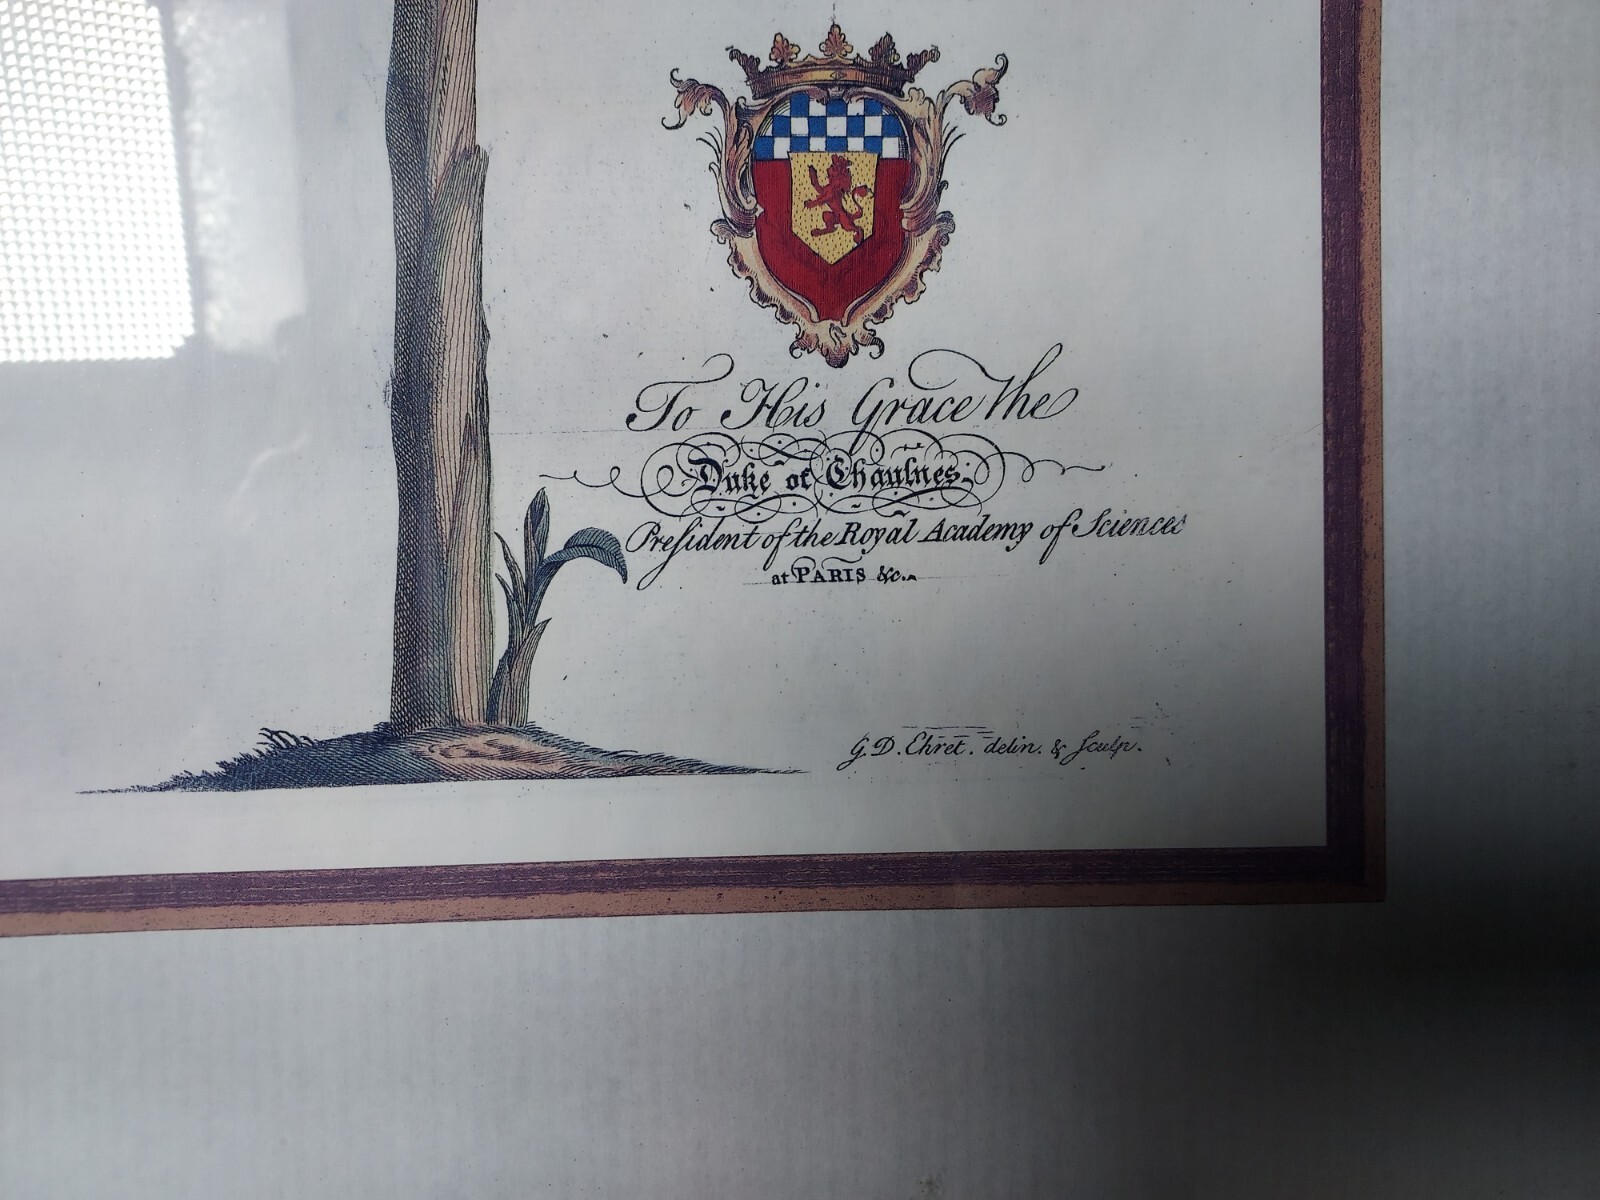 To His Grace The
Duke of Chaulnes.
Preſident of the Royal Academy of Sciences
at PARIS &c.
G. D. Ehret. delin. & Sculp.